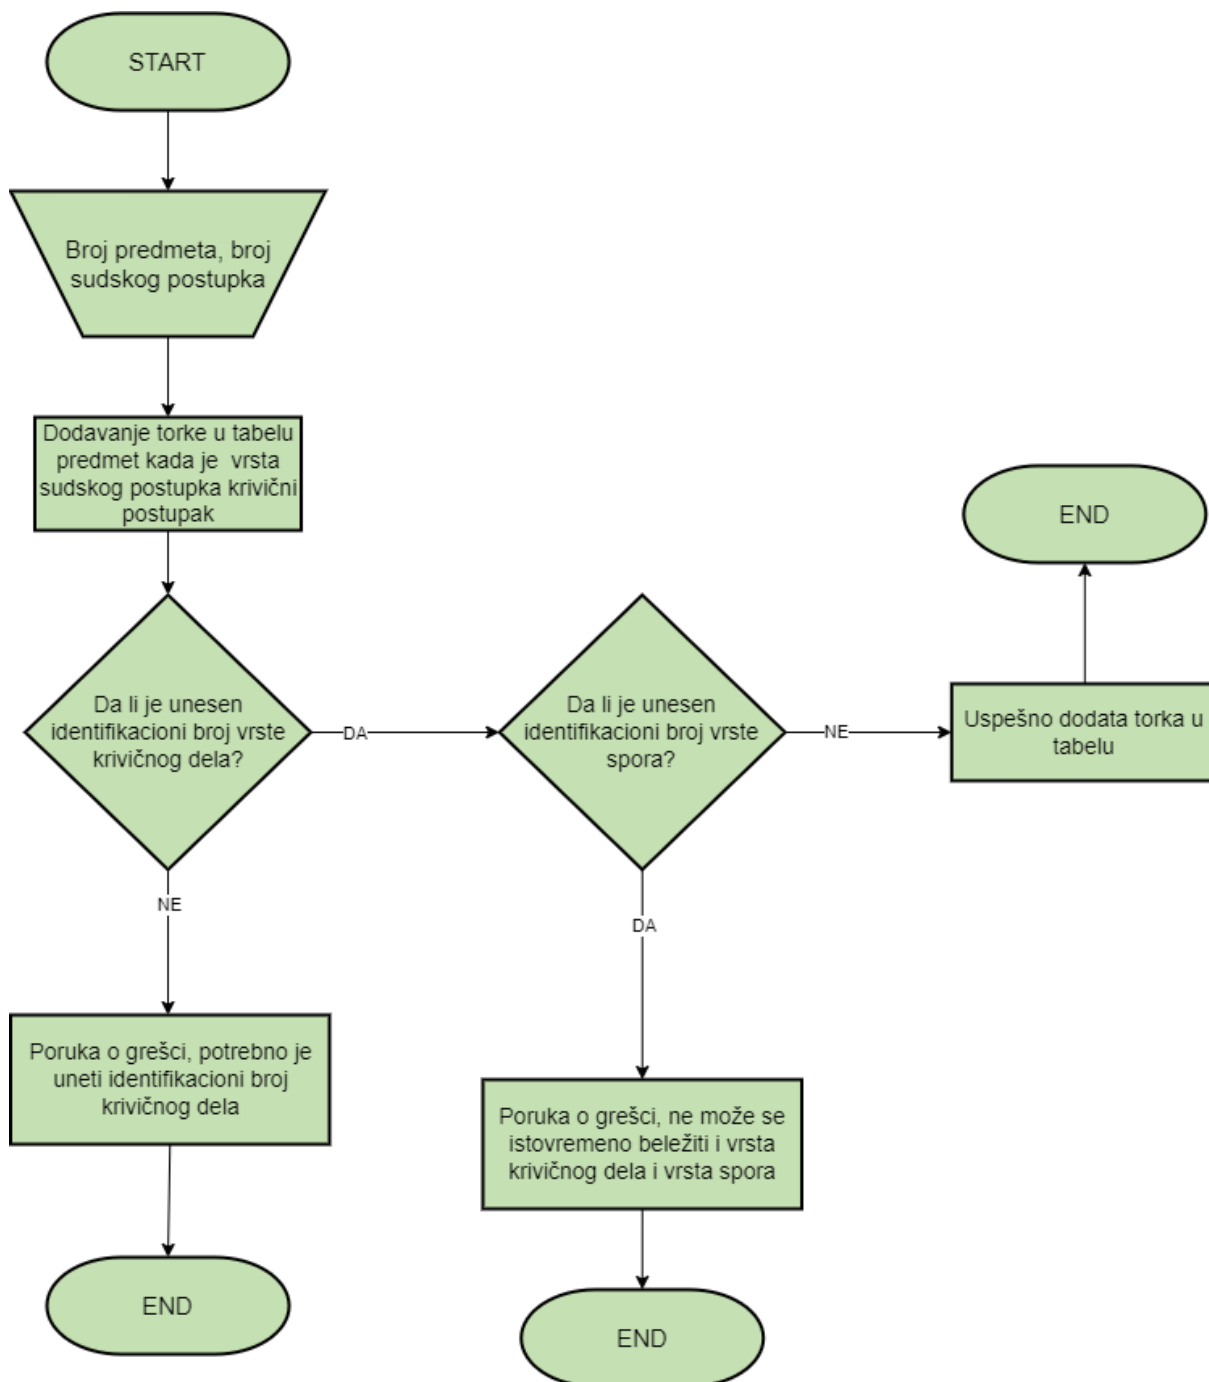 START
Broj predmeta, broj
sudskog postupka
Dodavanje torke u tabelu
predmet kada je vrsta
sudskog postupka krivični
postupak
END
Da li je unesen
identifikacioni broj vrste
krivičnog dela?
DA
Da li je unesen
identifikacioni broj vrste
spora?
NE
Uspešno dodata torka u
tabelu
NE
DA
Poruka o grešci, potrebno je
uneti identifikacioni broj
krivičnog dela
Poruka o grešci, ne može se
istovremeno beležiti i vrsta
krivičnog dela i vrsta spora
END
END